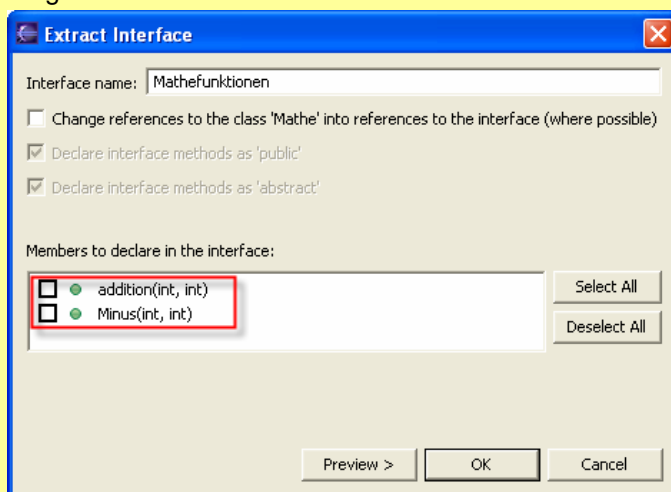 Extract Interface
Interface name: Mathefunktionen
Change references to the class 'Mathe' into references to the interface (where possible)
Declare interface methods as 'public'
Declare interface methods as 'abstract'
Members to declare in the interface:
addition(int, int)
Minus(int, int)
Select All
Deselect All
Preview >
OK
Cancel